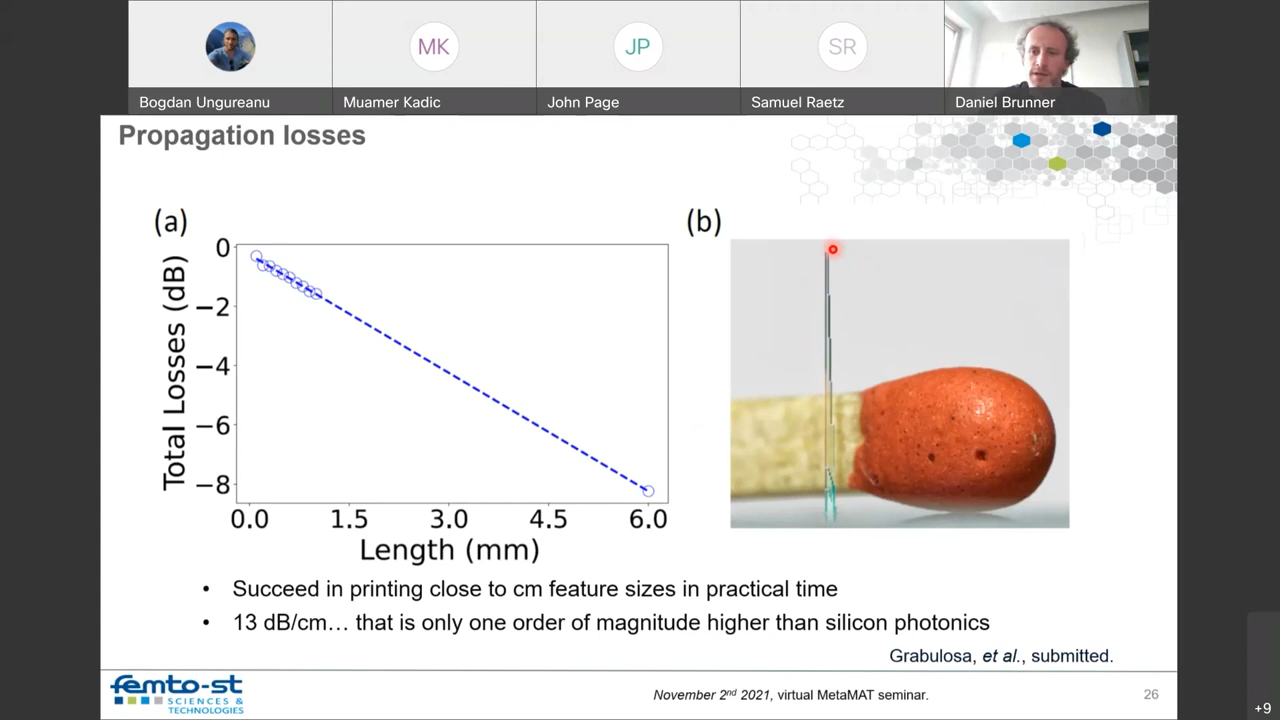 MK
JP
SR
Bogdan Ungureanu
Muamer Kadic
John Page
Samuel Raetz
Daniel Brunner
Propagation losses
(a)
(b)
Total Losses (dB)
0
−2
−4
−6
−8
0.0 1.5 3.0 4.5 6.0
Length (mm)
• Succeed in printing close to cm feature sizes in practical time
• 13 dB/cm… that is only one order of magnitude higher than silicon photonics
Grabulosa, et al., submitted.
femto-st
SCIENCES &
TECHNOLOGIES
November 2nd 2021, virtual MetaMAT seminar.
26
+9